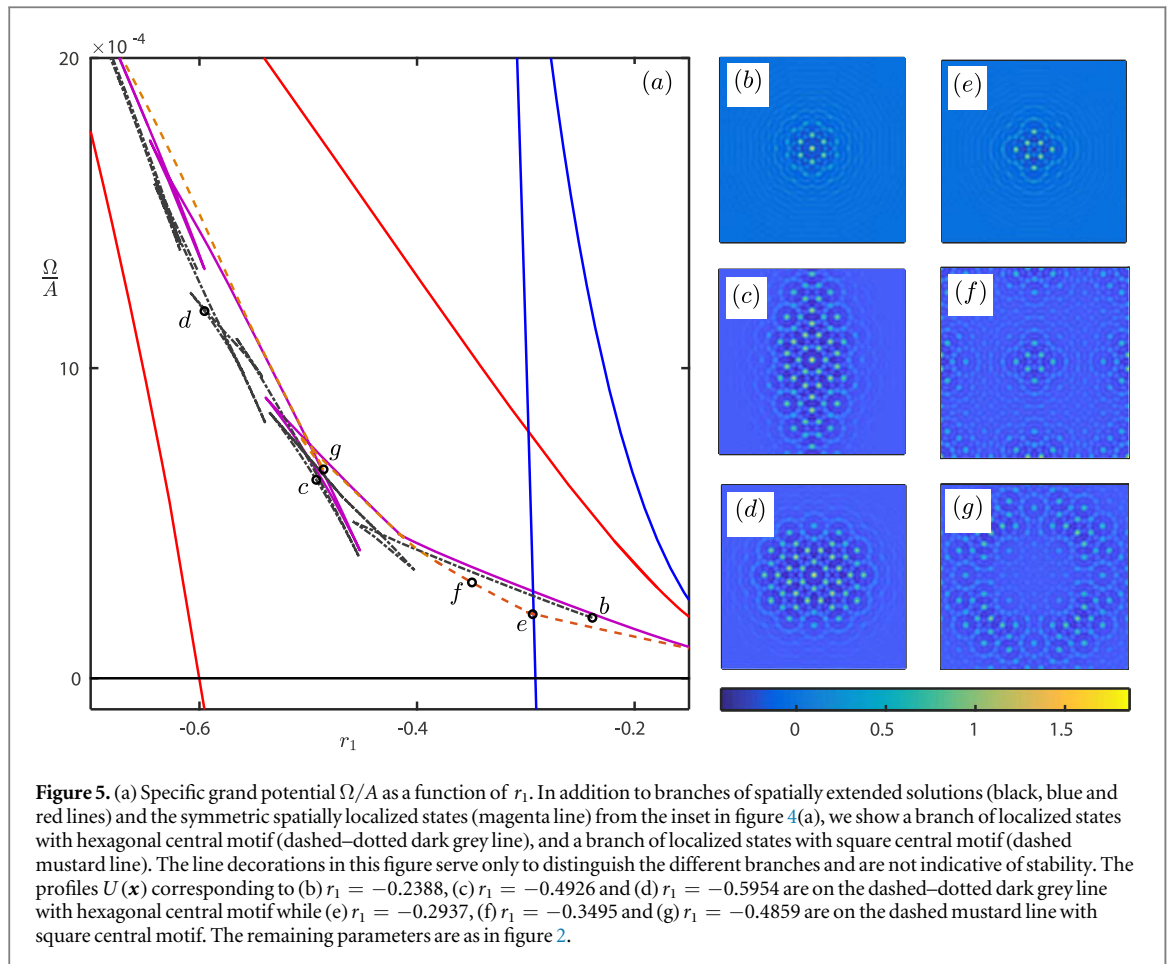 20
×10⁻⁴
(a)
Ω/A
10
0
d
g
c
f
e
b
-0.6
-0.4
-0.2
r₁
(b)
(e)
(c)
(f)
(d)
(g)
0
0.5
1
1.5
Figure 5. (a) Specific grand potential Ω/A as a function of r₁. In addition to branches of spatially extended solutions (black, blue and
red lines) and the symmetric spatially localized states (magenta line) from the inset in figure 4(a), we show a branch of localized states
with hexagonal central motif (dashed–dotted dark grey line), and a branch of localized states with square central motif (dashed
mustard line). The line decorations in this figure serve only to distinguish the different branches and are not indicative of stability. The
profiles U(x) corresponding to (b) r₁ = −0.2388, (c) r₁ = −0.4926 and (d) r₁ = −0.5954 are on the dashed–dotted dark grey line
with hexagonal central motif while (e) r₁ = −0.2937, (f) r₁ = −0.3495 and (g) r₁ = −0.4859 are on the dashed mustard line with
square central motif. The remaining parameters are as in figure 2.